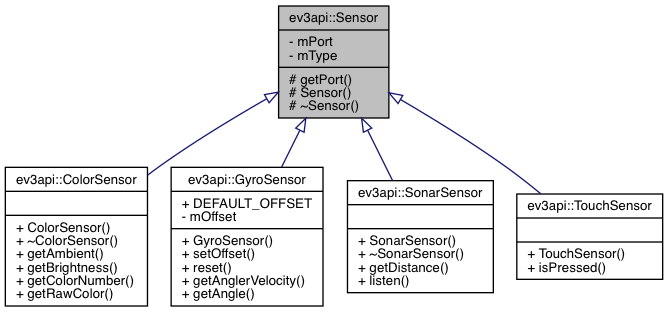 ev3api::Sensor
- mPort
- mType
# getPort()
# Sensor()
# ~Sensor()
ev3api::ColorSensor
+ ColorSensor()
+ ~ColorSensor()
+ getAmbient()
+ getBrightness()
+ getColorNumber()
+ getRawColor()
ev3api::GyroSensor
+ DEFAULT_OFFSET
- mOffset
+ GyroSensor()
+ setOffset()
+ reset()
+ getAnglerVelocity()
+ getAngle()
ev3api::SonarSensor
+ SonarSensor()
+ ~SonarSensor()
+ getDistance()
+ listen()
ev3api::TouchSensor
+ TouchSensor()
+ isPressed()